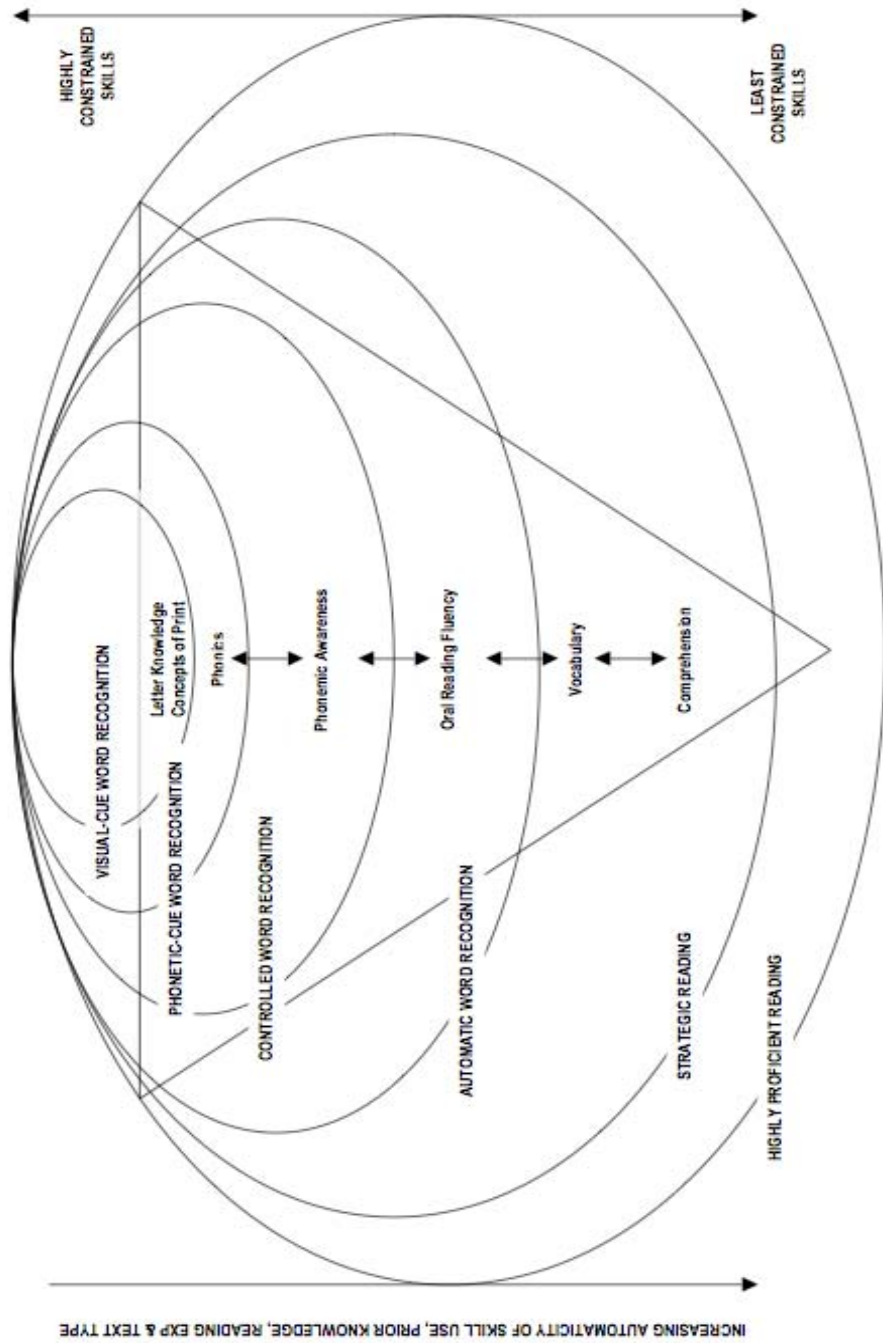 HIGHLY
CONSTRAINED
SKILLS
VISUAL-CUE WORD RECOGNITION
Letter Knowledge
Concepts of Print
PHONETIC-CUE WORD RECOGNITION
Phonics
Phonemic Awareness
CONTROLLED WORD RECOGNITION
Oral Reading Fluency
AUTOMATIC WORD RECOGNITION
Vocabulary
Comprehension
STRATEGIC READING
HIGHLY PROFICIENT READING
LEAST
CONSTRAINED
SKILLS
INCREASING AUTOMATICITY OF SKILL USE, PRIOR KNOWLEDGE, READING EXP & TEXT TYPE